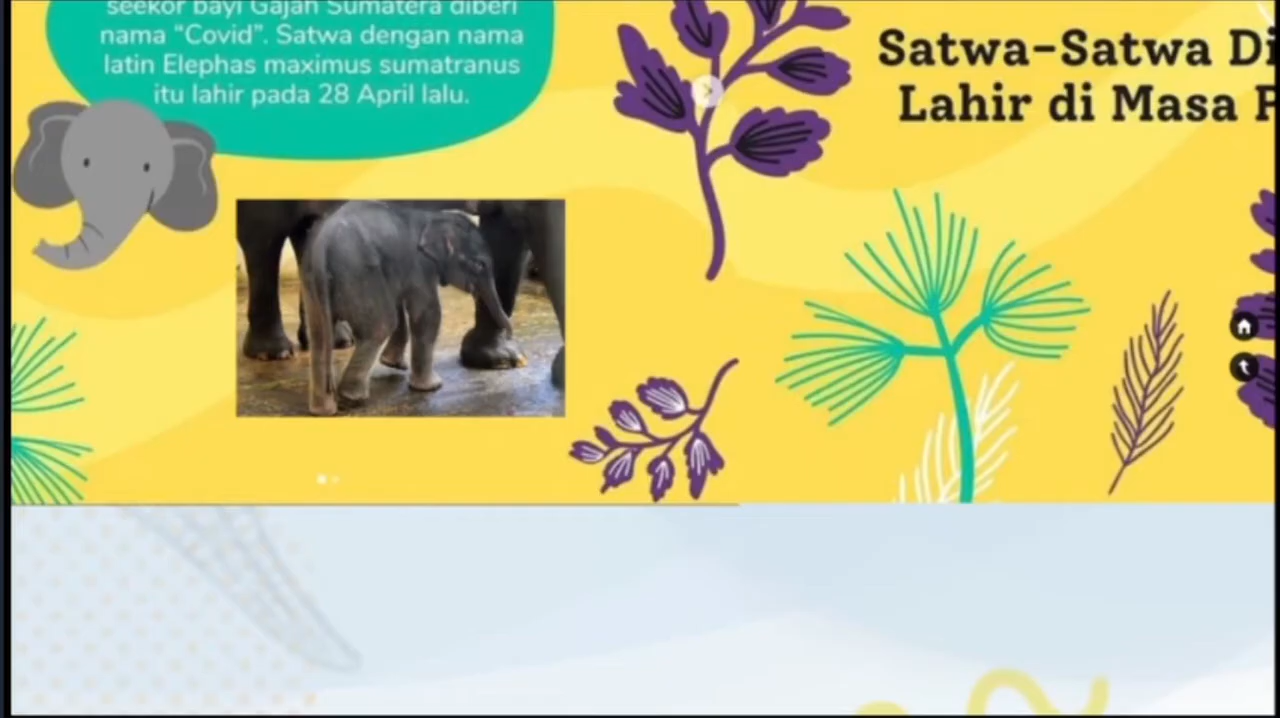 seekor bayi Gajah Sumatera diberi
nama “Covid”. Satwa dengan nama
latin Elephas maximus sumatranus
itu lahir pada 28 April lalu.
Satwa-Satwa
Lahir di Masa